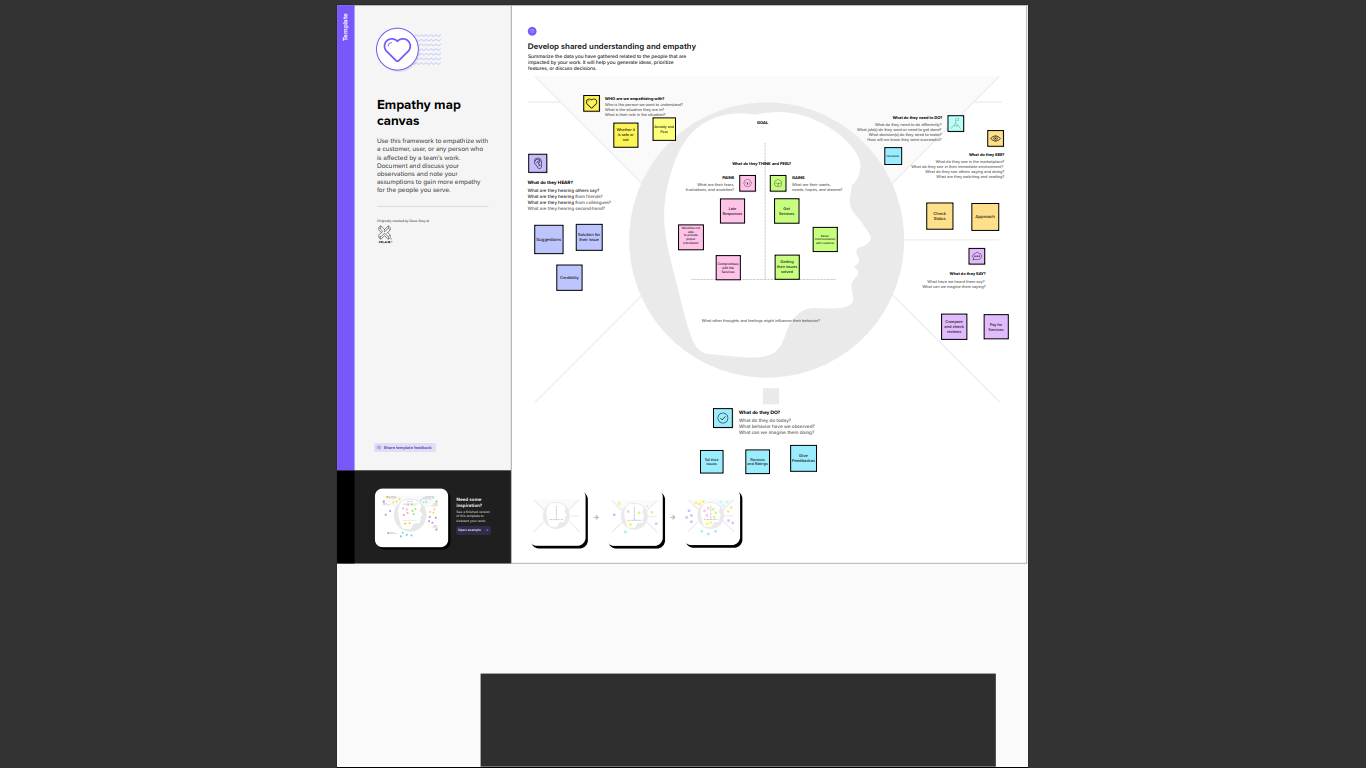 Template
Empathy map
canvas
Use this framework to empathize with
a customer, user, or any person who
is affected by a team's work.
Document and discuss your
observations and note your
assumptions to gain more empathy
for the people you serve.
Originally created by Dave Gray at
XPLANE
Share template feedback
Need some
inspiration?
See a finished version
of this template to
kickstart your work.
Open example
Develop shared understanding and empathy
Summarize the data you have gathered related to the people that are
impacted by your work. It will help you generate ideas, prioritize
features, or discuss decisions.
WHO are we empathizing with?
Who is the person we want to understand?
What is the situation they are in?
What is their role in the situation?
Whether it
is safe or
not
Anxiety and
Fear
GOAL
What do they need to DO?
What do they need to do differently?
What job(s) do they want or need to get done?
What decision(s) do they need to make?
How will we know they were successful?
What do they SEE?
What do they see in the marketplace?
What do they see in their immediate environment?
What do they see others saying and doing?
What are they watching and reading?
Check
Status
Approach
What do they HEAR?
What are they hearing others say?
What are they hearing from friends?
What are they hearing from colleagues?
What are they hearing second-hand?
Suggestions
Solution for
their issue
Credibility
What do they THINK and FEEL?
PAINS
What are their fears,
frustrations, and anxieties?
GAINS
What are their wants,
needs, hopes, and dreams?
Late
Responses
Get
Services
Compromises
with the
Services
Getting
their issues
solved
What other thoughts and feelings might influence their behavior?
What do they SAY?
What have we heard them say?
What can we imagine them saying?
Compare
and check
reviews
Pay for
Services
What do they DO?
What do they do today?
What behavior have we observed?
What can we imagine them doing?
Tell their
issues
Reviews
and Ratings
Give
Feedbacks